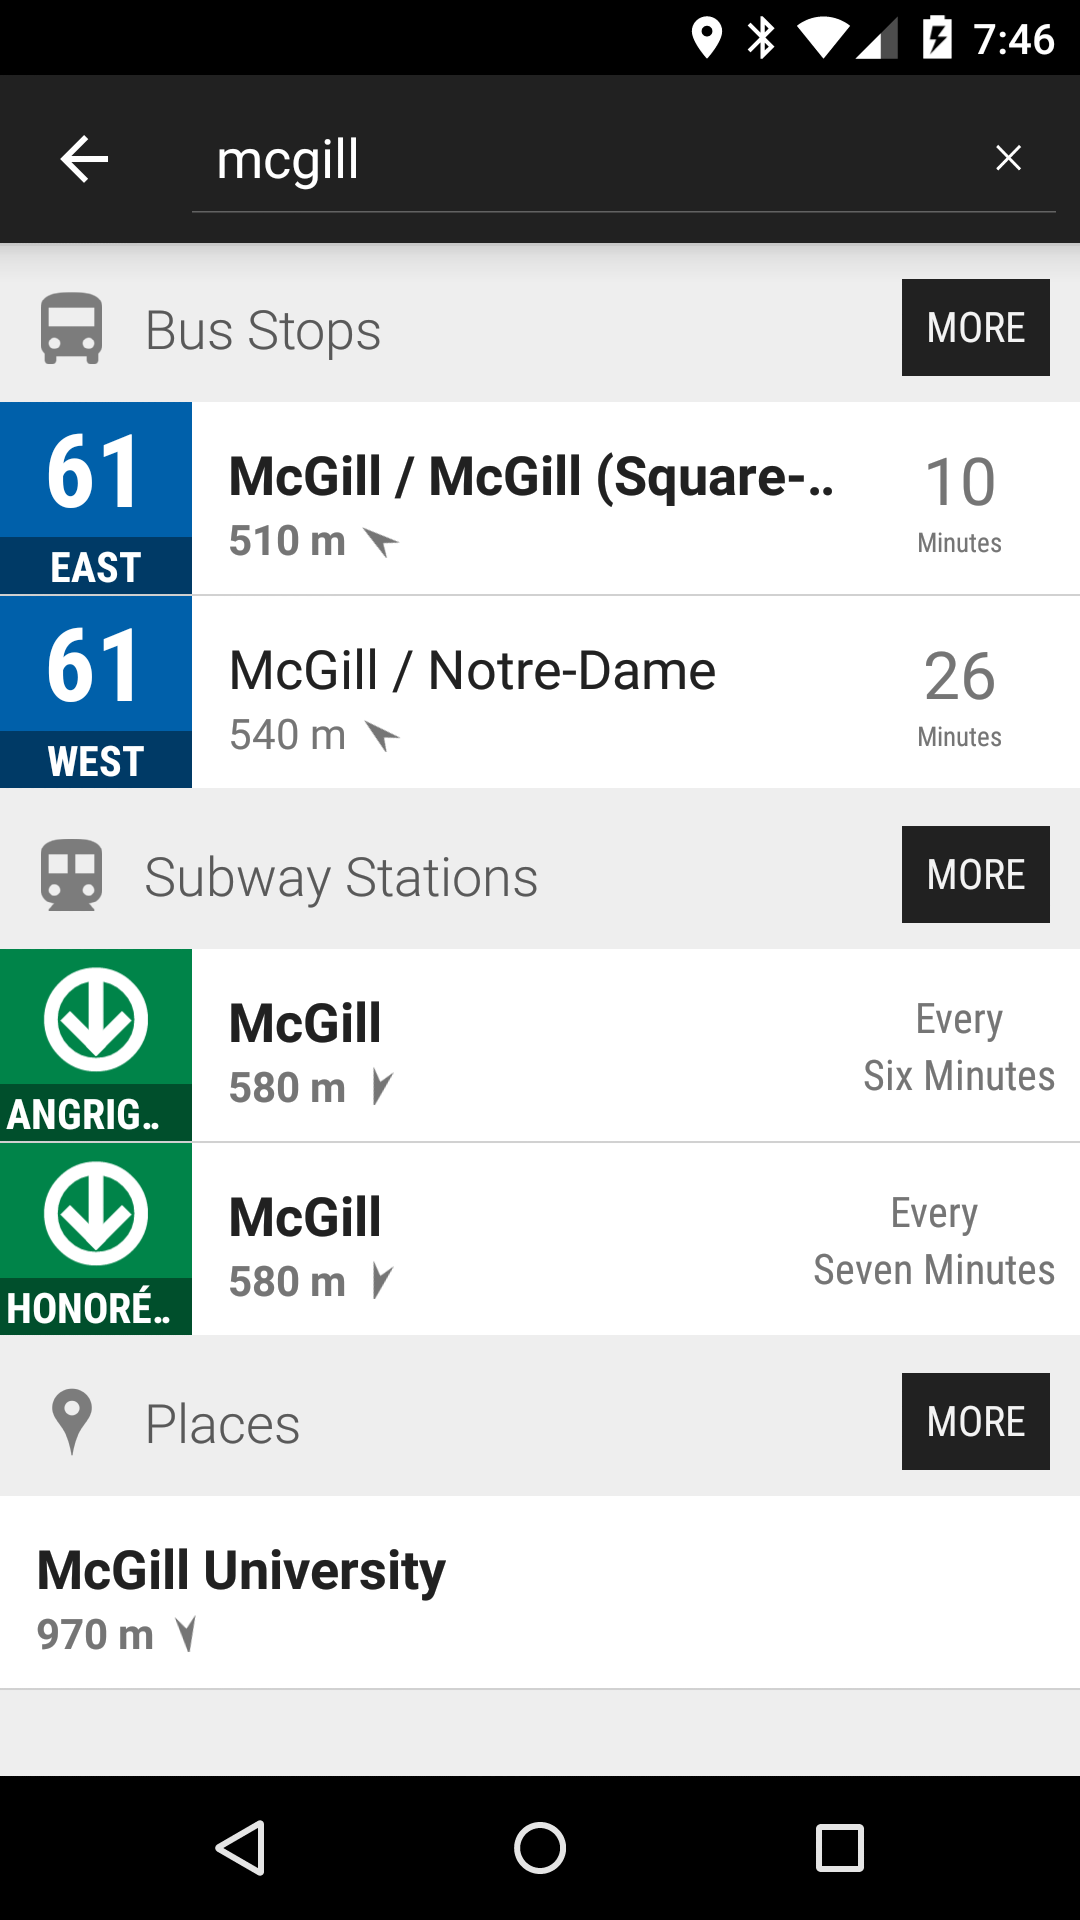 7:46
mcgill
Bus Stops
MORE
61
EAST
McGill / McGill (Square-..
510 m
10
Minutes
61
WEST
McGill / Notre-Dame
540 m
26
Minutes
Subway Stations
MORE
ANGRIG..
McGill
580 m
Every
Six Minutes
HONORÉ..
McGill
580 m
Every
Seven Minutes
Places
MORE
McGill University
970 m